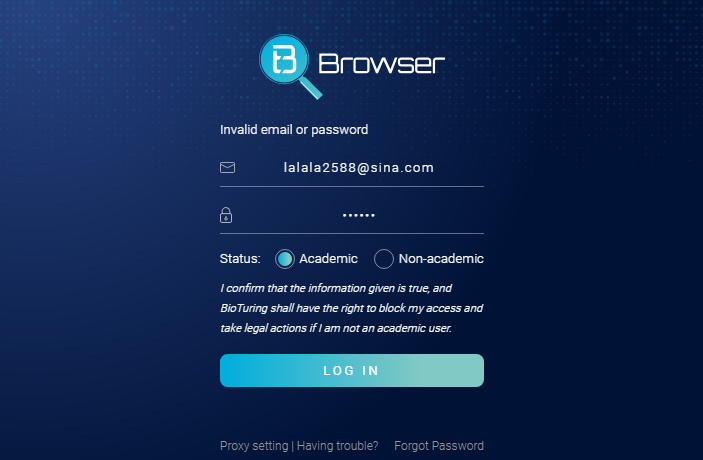 B Browser
Invalid email or password
lalala2588@sina.com
••••••
Status: Academic Non-academic
I confirm that the information given is true, and
BioTuring shall have the right to block my access and
take legal actions if I am not an academic user.
LOG IN
Proxy setting | Having trouble? Forgot Password